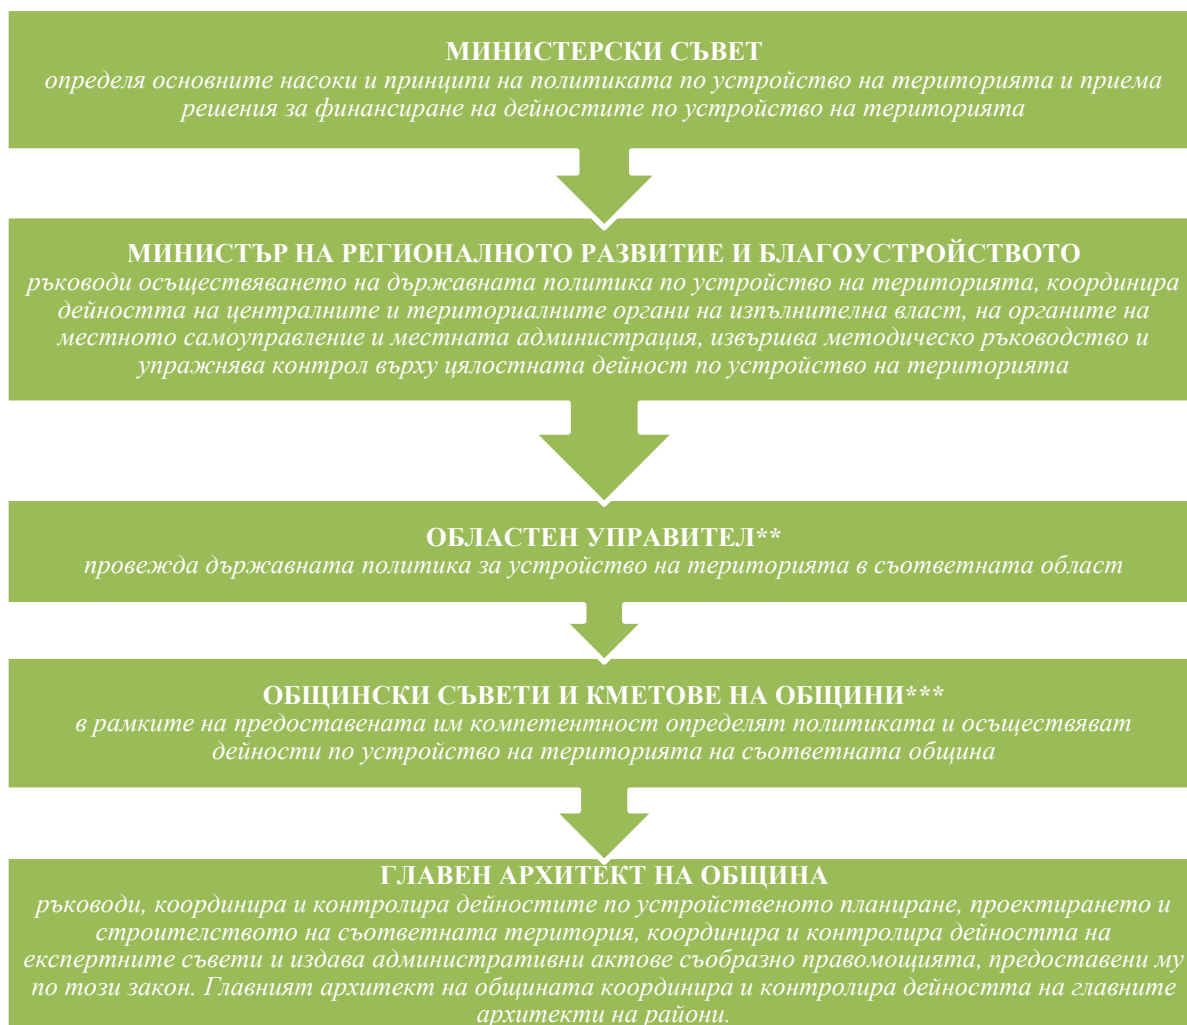 МИНИСТЕРСКИ СЪВЕТ
определя основните насоки и принципи на политиката по устройство на територията и приема
решения за финансиране на дейностите по устройство на територията
МИНИСТЪР НА РЕГИОНАЛНОТО РАЗВИТИЕ И БЛАГОУСТРОЙСТВОТО
ръководи осъществяването на държавната политика по устройство на територията, координира
дейността на централните и териториалните органи на изпълнителна власт, на органите на
местното самоуправление и местната администрация, извършва методическо ръководство и
упражнява контрол върху цялостната дейност по устройство на територията
ОБЛАСТЕН УПРАВИТЕЛ**
провежда държавната политика за устройство на територията в съответната област
ОБЩИНСКИ СЪВЕТИ И КМЕТОВЕ НА ОБЩИНИ***
в рамките на предоставената им компетентност определят политиката и осъществяват
дейности по устройство на територията на съответната община
ГЛАВЕН АРХИТЕКТ НА ОБЩИНА
ръководи, координира и контролира дейностите по устройственото планиране, проектирането и
строителството на съответната територия, координира и контролира дейността на
експертните съвети и издава административни актове съобразно правомощията, предоставени му
по този закон. Главният архитект на общината координира и контролира дейността на главните
архитекти на райони.